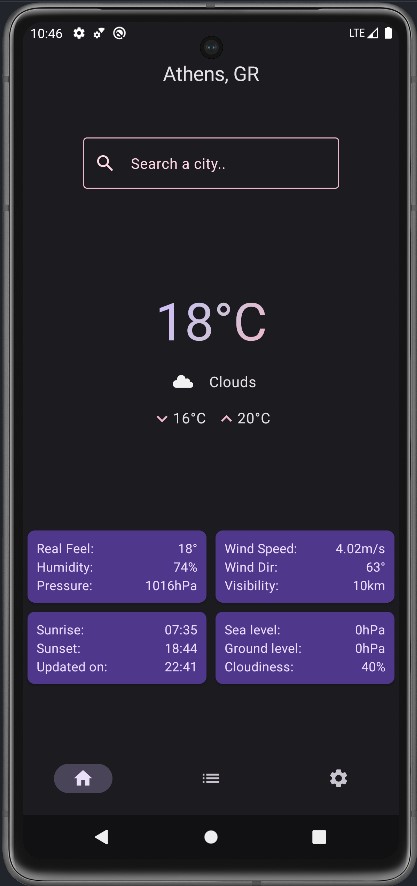 10:46 LTE
Athens, GR
Search a city..
18°C
Clouds
16°C 20°C
Real Feel: 18°
Humidity: 74%
Pressure: 1016hPa
Wind Speed: 4.02m/s
Wind Dir: 63°
Visibility: 10km
Sunrise: 07:35
Sunset: 18:44
Updated on: 22:41
Sea level: 0hPa
Ground level: 0hPa
Cloudiness: 40%